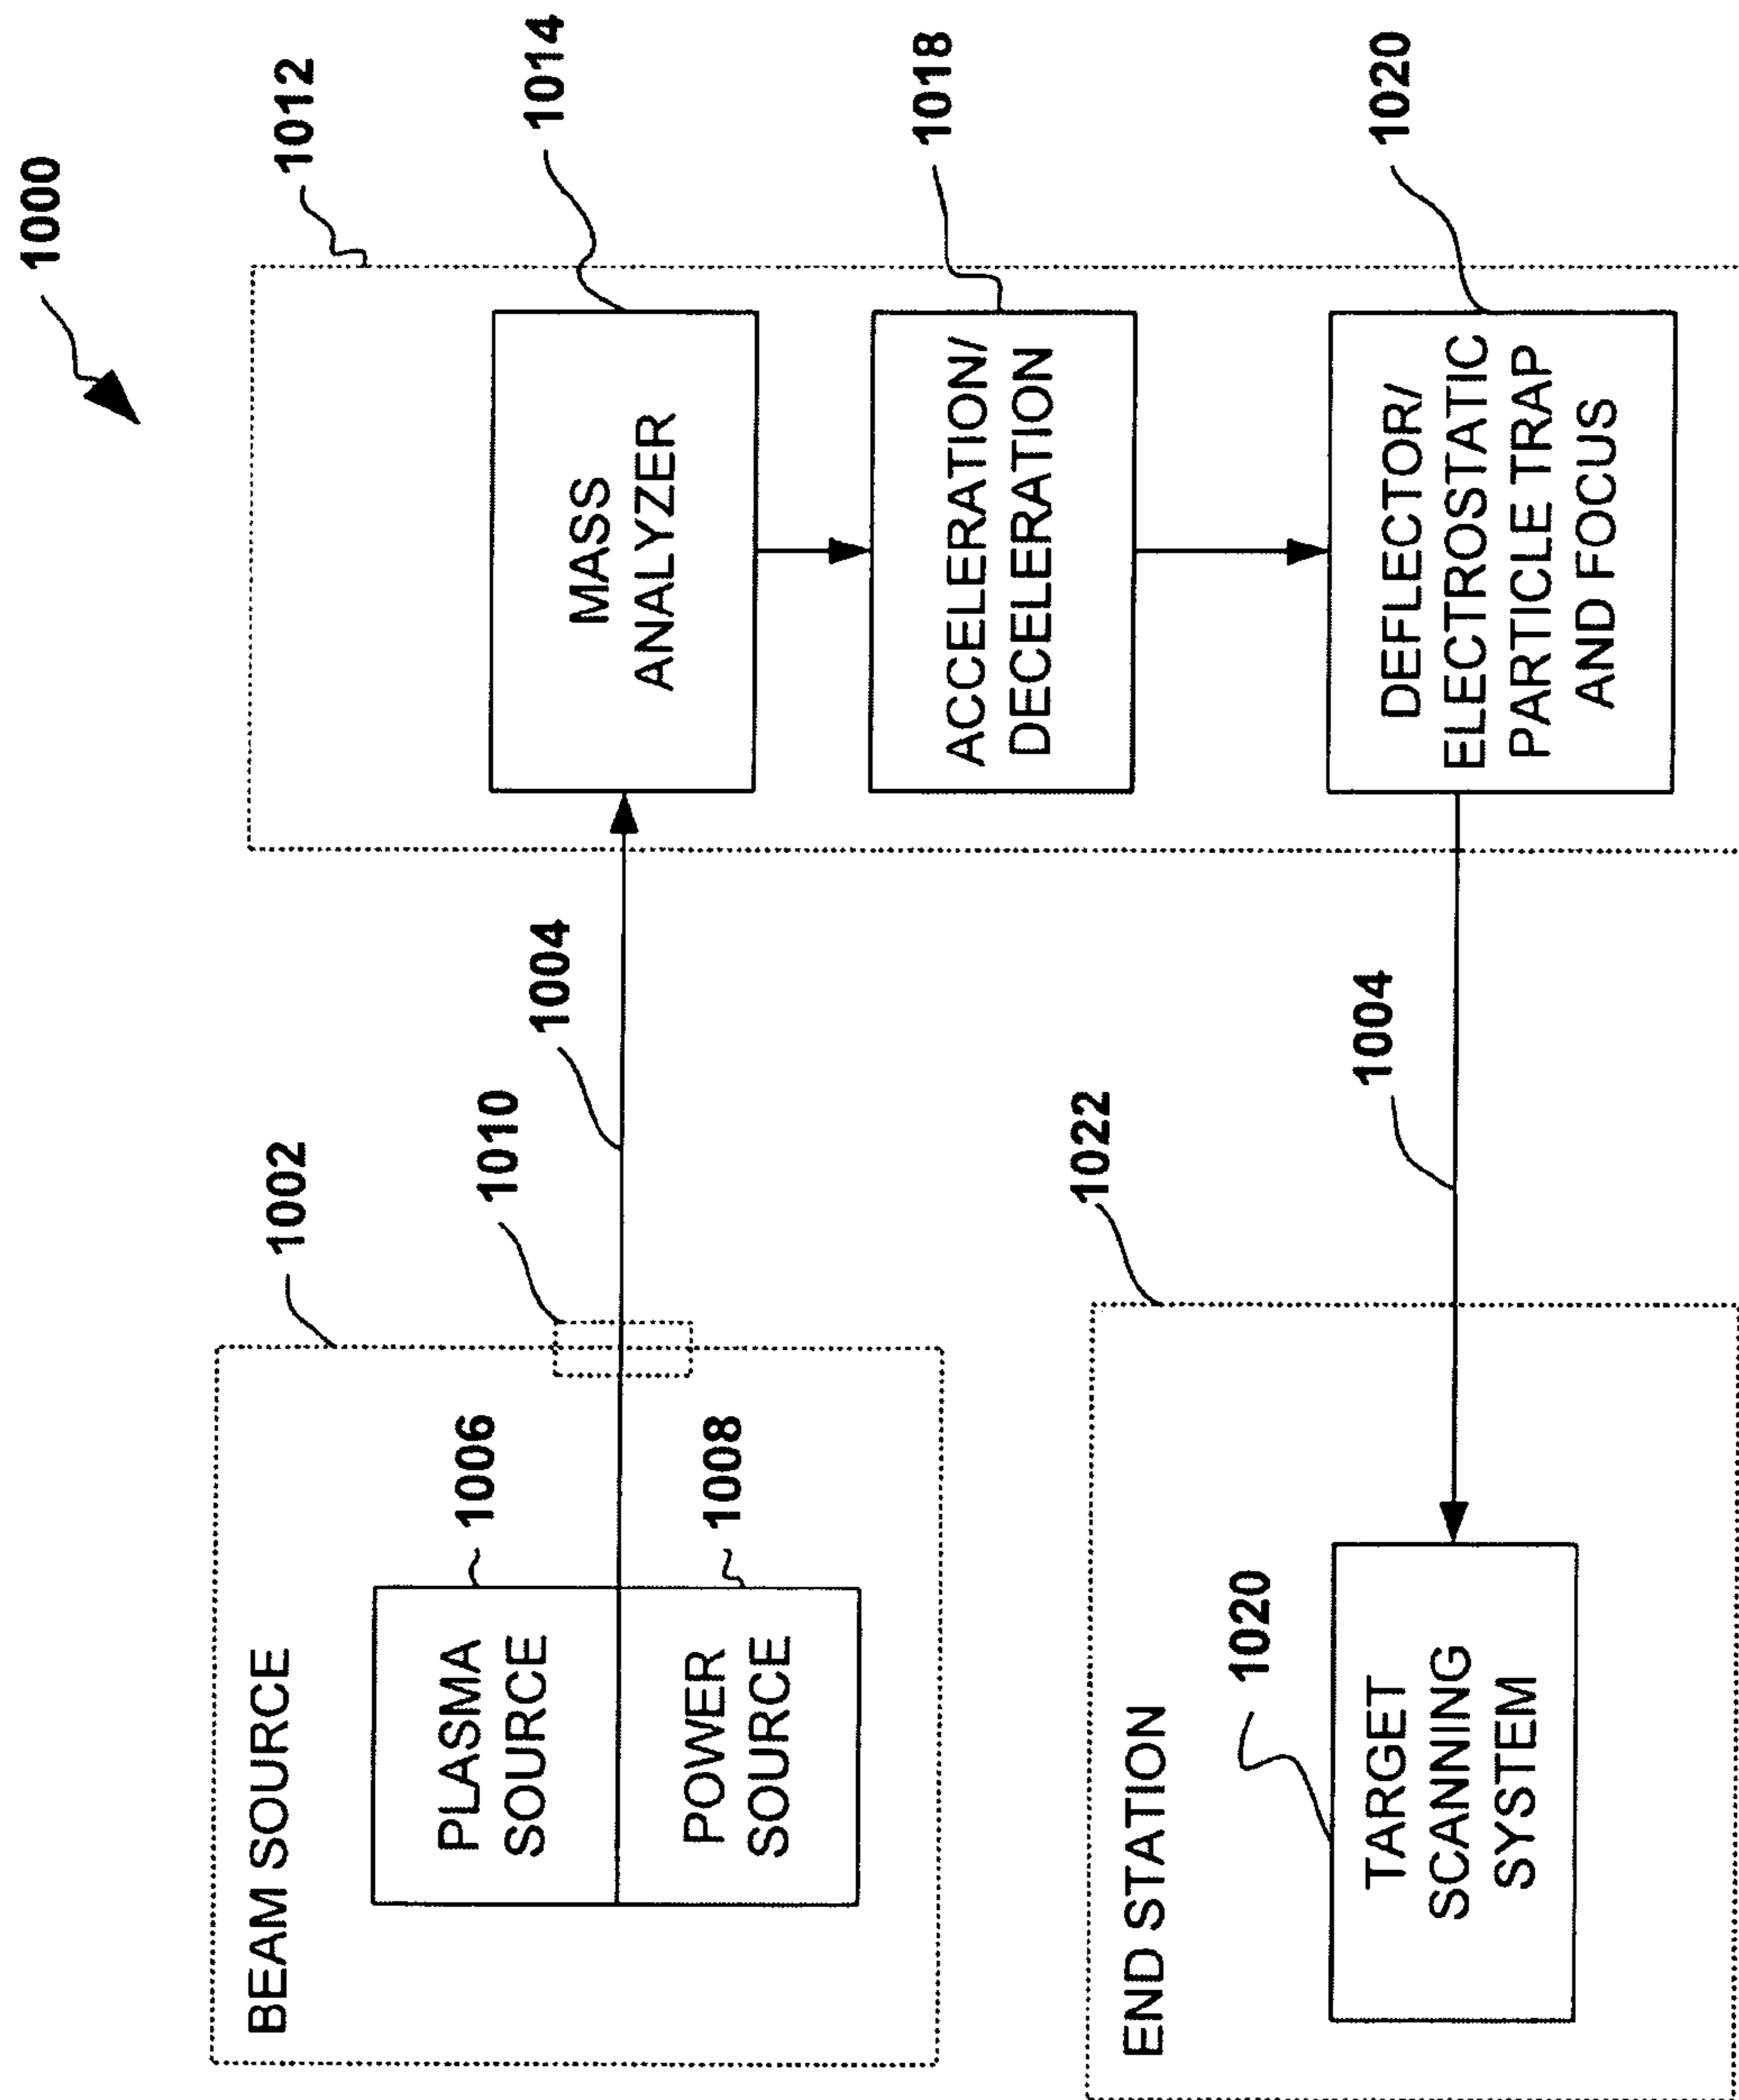 1000
1012
1014
MASS
ANALYZER
1018
ACCELERATION/
DECELERATION
1020
DEFLECTOR/
ELECTROSTATIC
PARTICLE TRAP
AND FOCUS
1004
1010
1002
BEAM SOURCE
1006
PLASMA
SOURCE
1008
POWER
SOURCE
1004
1022
END STATION
1020
TARGET
SCANNING
SYSTEM